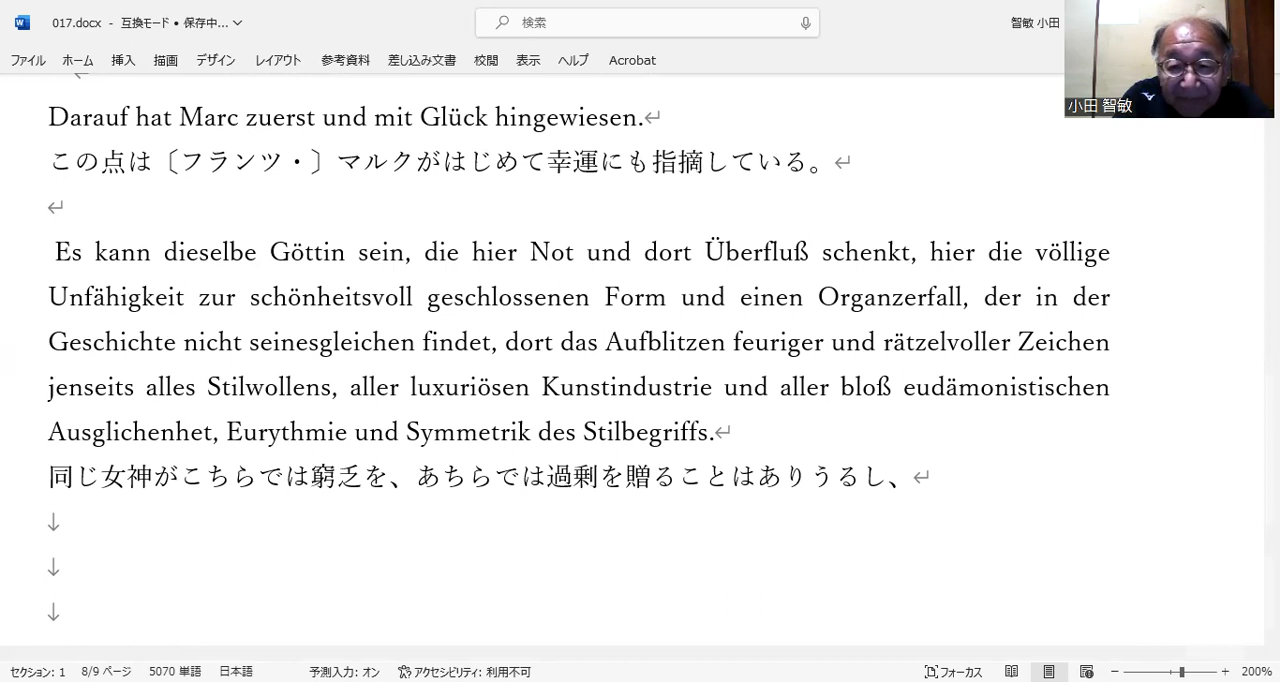 017.docx - 互換モード • 保存中...
検索
智敏 小田
ファイル ホーム 挿入 描画 デザイン レイアウト 参考資料 差し込み文書 校閲 表示 ヘルプ Acrobat
小田 智敏
Darauf hat Marc zuerst und mit Glück hingewiesen.
この点は〔フランツ・〕マルクがはじめて幸運にも指摘している。
Es kann dieselbe Göttin sein, die hier Not und dort Überfluß schenkt, hier die völlige
Unfähigkeit zur schönheitsvoll geschlossenen Form und einen Organzerfall, der in der
Geschichte nicht seinesgleichen findet, dort das Aufblitzen feuriger und rätzelvoller Zeichen
jenseits alles Stilwollens, aller luxuriösen Kunstindustrie und aller bloß eudämonistischen
Ausglichenhet, Eurythmie und Symmetrik des Stilbegriffs.
同じ女神がこちらでは窮乏を、あちらでは過剰を贈ることはありうるし、
セクション: 1 8/9 ページ 5070 単語 日本語 予測入力: オン アクセシビリティ: 利用不可 フォーカス 200%